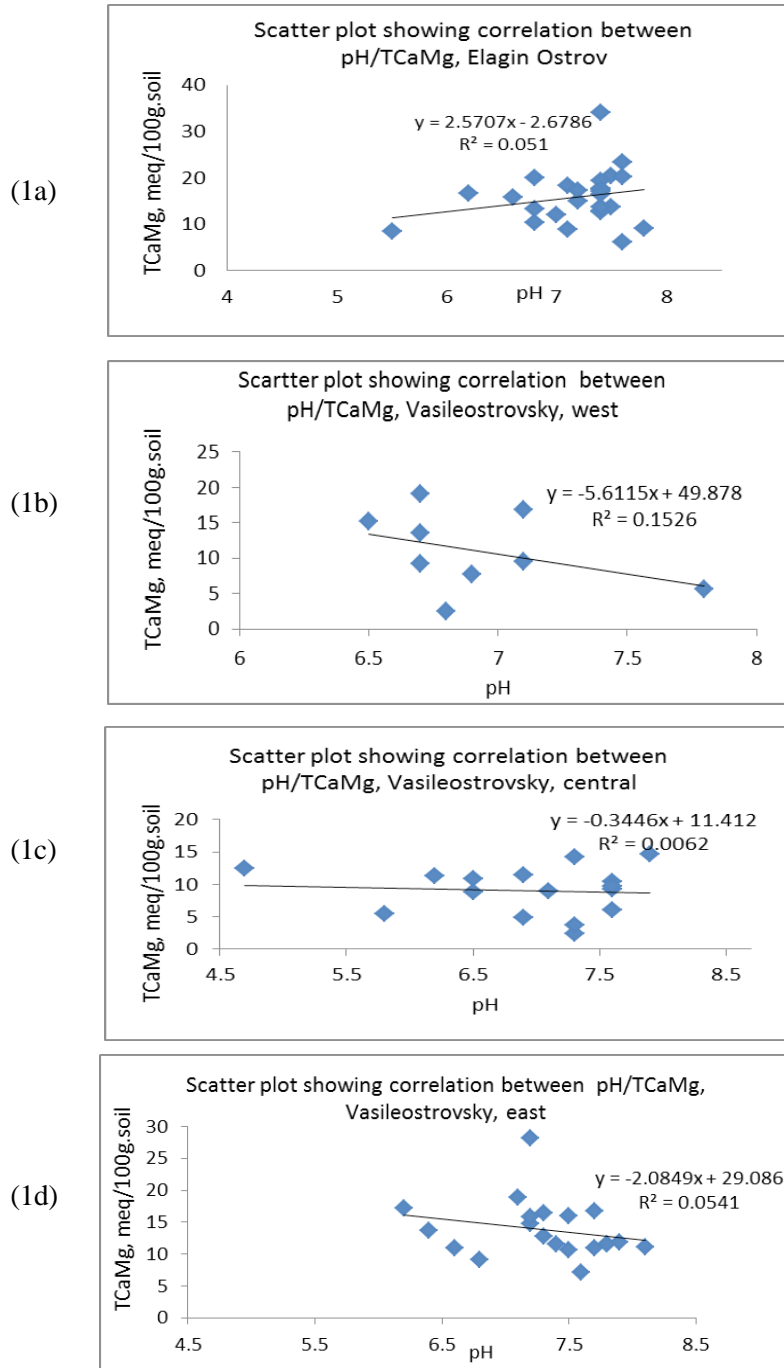 (1a)
Scatter plot showing correlation between
pH/TCaMg, Elagin Ostrov
TCaMg, meq/100g.soil
40
30
20
10
0
y = 2.5707x - 2.6786
R² = 0.051
4 5 6 7 8
pH
(1b)
Scartter plot showing correlation between
pH/TCaMg, Vasileostrovsky, west
TCaMg, meq/100g.soil
25
20
15
10
5
0
y = -5.6115x + 49.878
R² = 0.1526
6 6.5 7 7.5 8
pH
(1c)
Scatter plot showing correlation between
pH/TCaMg, Vasileostrovsky, central
TCaMg, meq/100g.soil
20
15
10
5
0
y = -0.3446x + 11.412
R² = 0.0062
4.5 5.5 6.5 7.5 8.5
pH
(1d)
Scatter plot showing correlation between pH/TCaMg,
Vasileostrovsky, east
TCaMg, meq/100g.soil
30
25
20
15
10
5
0
y = -2.0849x + 29.086
R² = 0.0541
4.5 5.5 6.5 7.5 8.5
pH